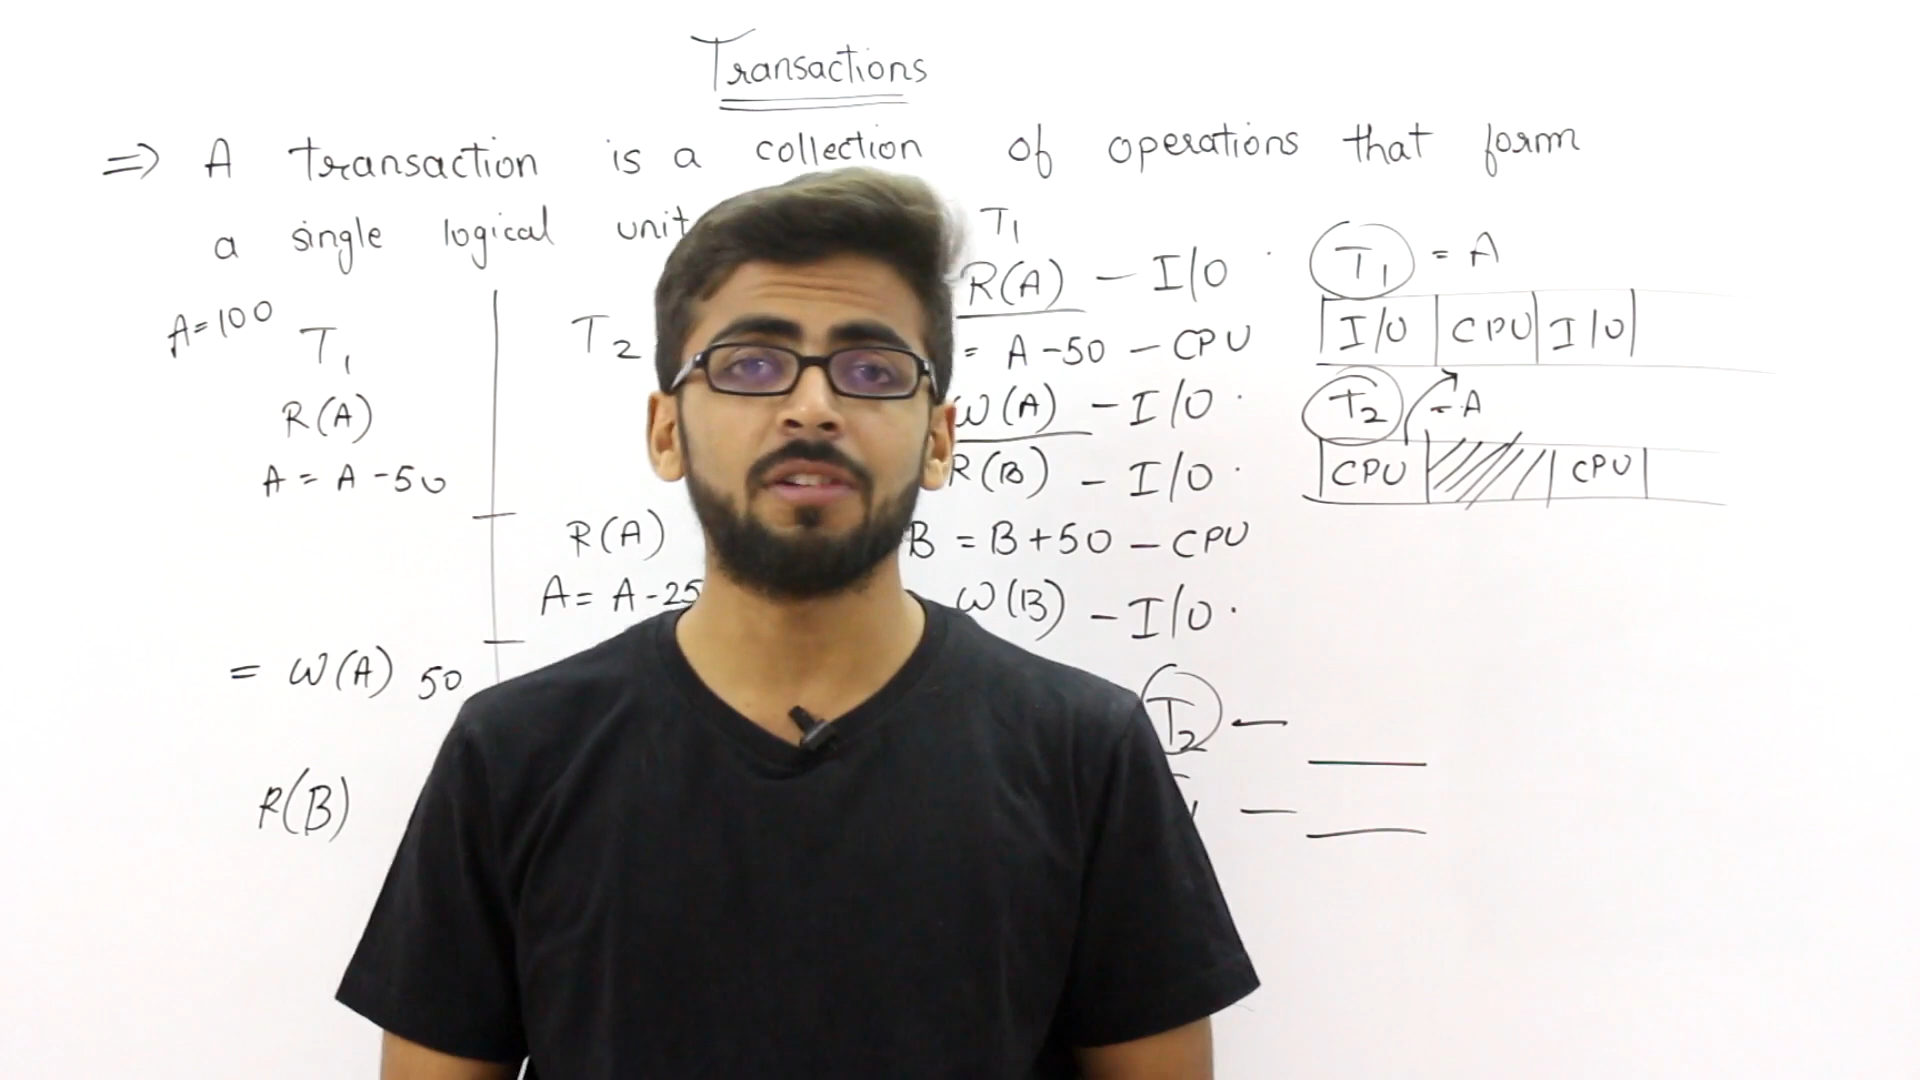 Transactions
=> A transaction is a collection of operations that form
a single logical unit
A=100
T1
R(A)
A = A - 50
= W(A) 50
R(B)
T2
R(A)
A = A - 25
T1
R(A) - I/O
= A - 50 - CPU
W(A) - I/O
R(B) - I/O
B = B + 50 - CPU
W(B) - I/O
T2 -
T1 = A
I/O CPU I/O
T2 - A
CPU CPU